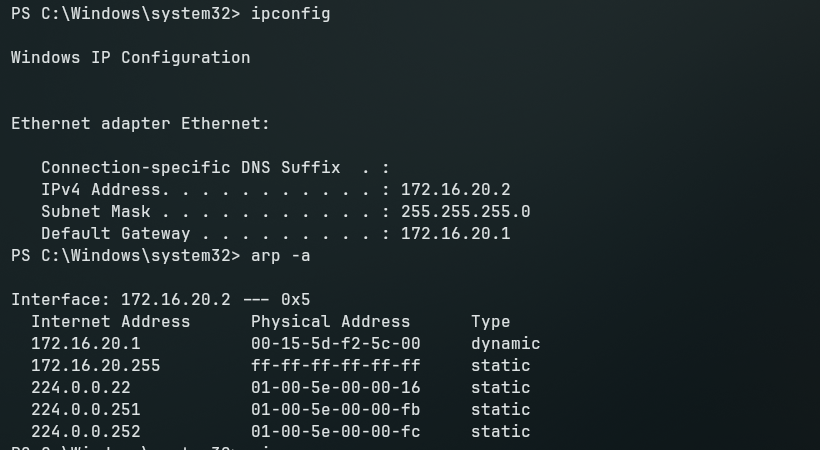 PS C:\Windows\system32> ipconfig
Windows IP Configuration
Ethernet adapter Ethernet:
Connection-specific DNS Suffix  . :
IPv4 Address. . . . . . . . . . . : 172.16.20.2
Subnet Mask . . . . . . . . . . . : 255.255.255.0
Default Gateway . . . . . . . . . : 172.16.20.1
PS C:\Windows\system32> arp -a
Interface: 172.16.20.2 --- 0x5
Internet Address      Physical Address      Type
172.16.20.1           00-15-5d-f2-5c-00     dynamic
172.16.20.255         ff-ff-ff-ff-ff-ff     static
224.0.0.22            01-00-5e-00-00-16     static
224.0.0.251           01-00-5e-00-00-fb     static
224.0.0.252           01-00-5e-00-00-fc     static